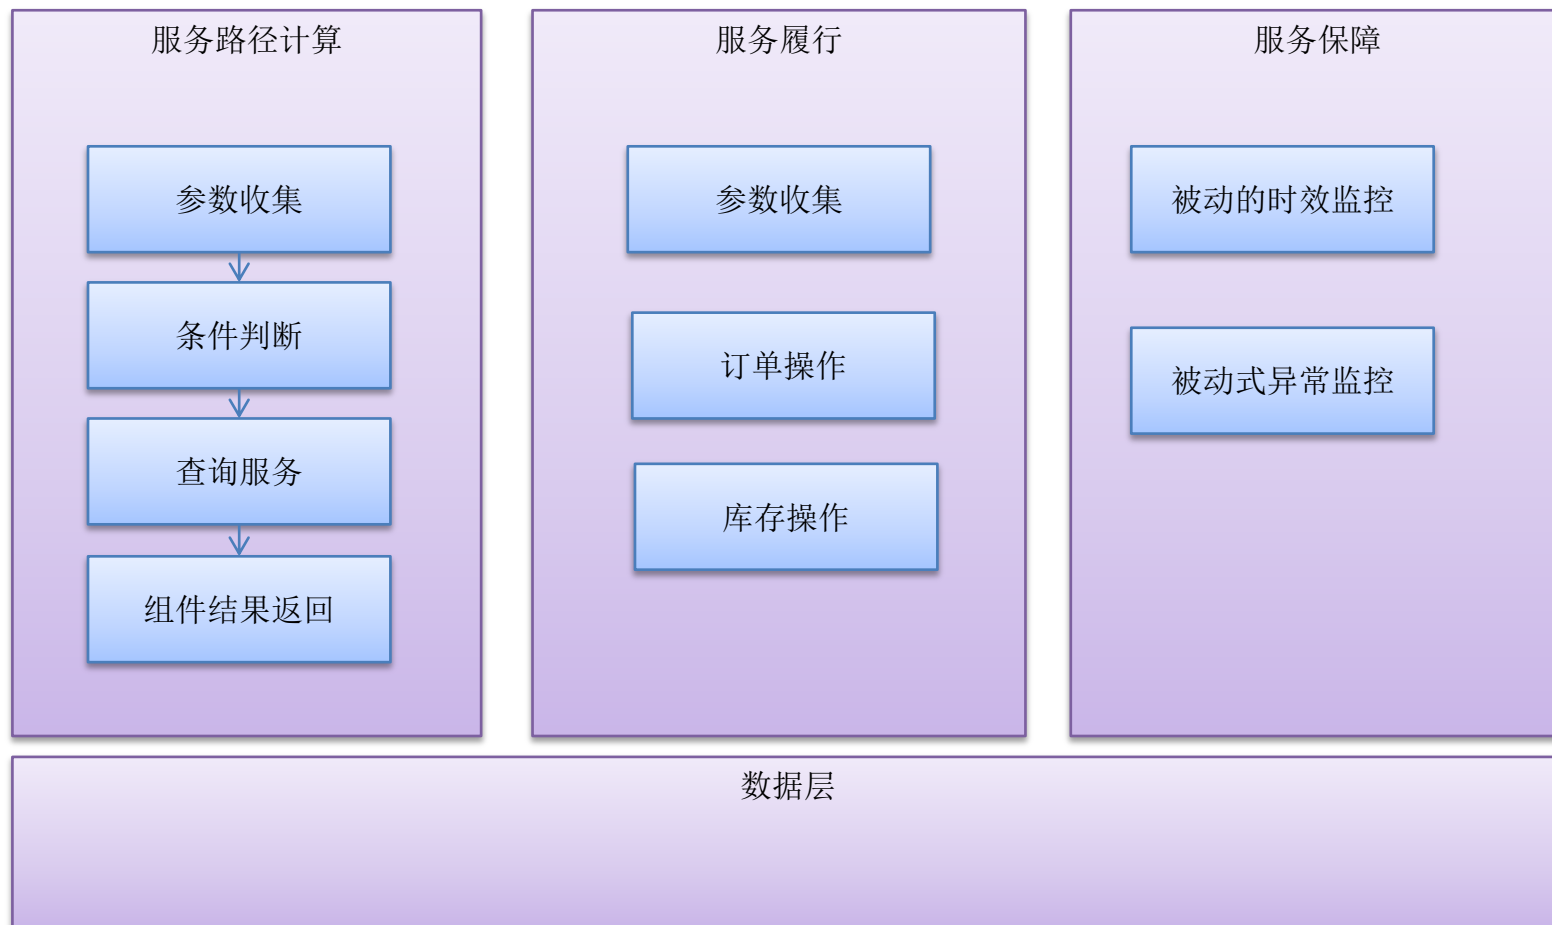 服务路径计算
参数收集
条件判断
查询服务
组件结果返回
服务履行
参数收集
订单操作
库存操作
服务保障
被动的时效监控
被动式异常监控
数据层